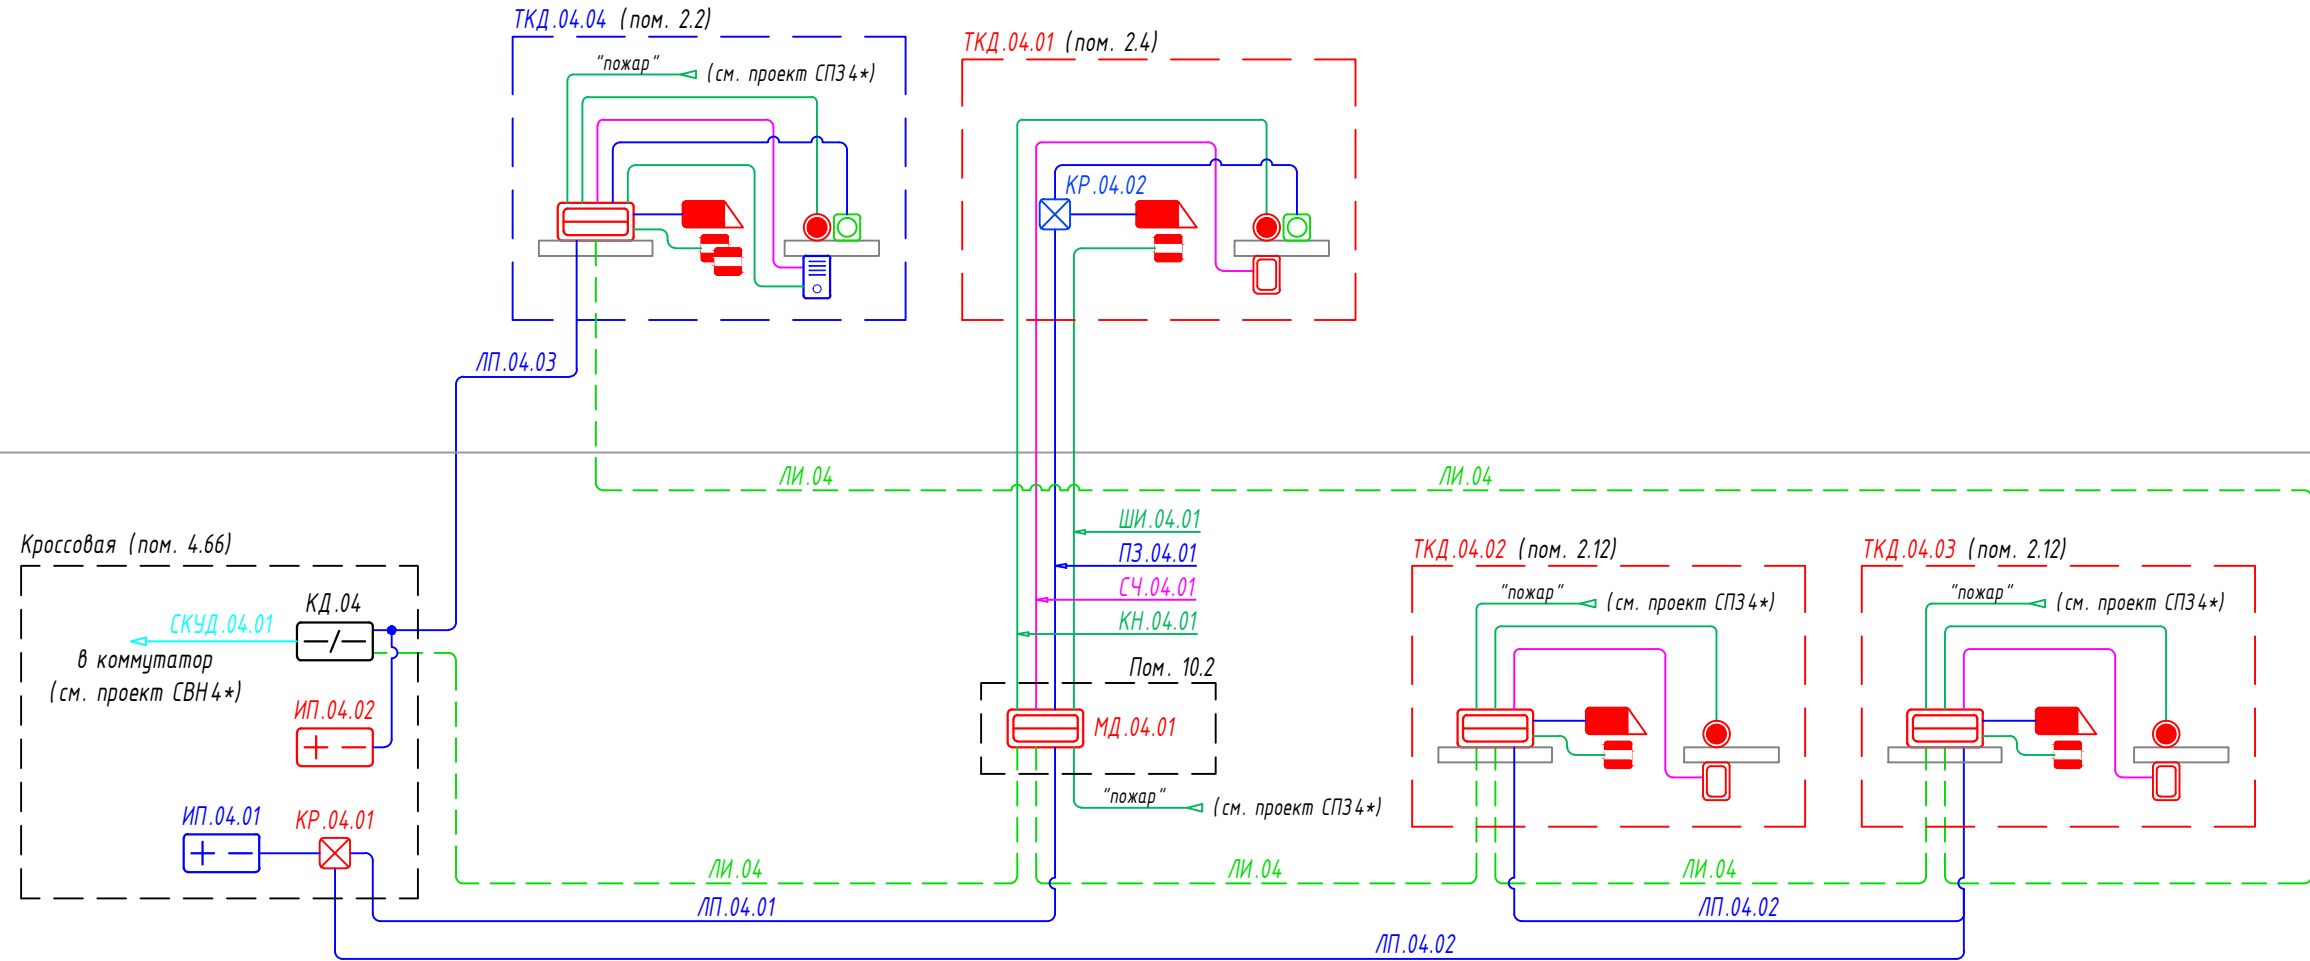 ТКД.04.04 (пом. 2.2)
"пожар"
(см. проект СПЗ4*)
ТКД.04.01 (пом. 2.4)
КР.04.02
ЛП.04.03
ЛИ.04
ЛИ.04
ШИ.04.01
ПЗ.04.01
СЧ.04.01
КН.04.01
Кроссовая (пом. 4.66)
КД.04
СКУД.04.01
в коммутатор
(см. проект СВН4*)
ИП.04.02
ИП.04.01
КР.04.01
Пом. 10.2
МД.04.01
"пожар"
(см. проект СПЗ4*)
ТКД.04.02 (пом. 2.12)
"пожар"
(см. проект СПЗ4*)
ТКД.04.03 (пом. 2.12)
"пожар"
(см. проект СПЗ4*)
ЛИ.04
ЛИ.04
ЛИ.04
ЛП.04.01
ЛП.04.02
ЛП.04.02